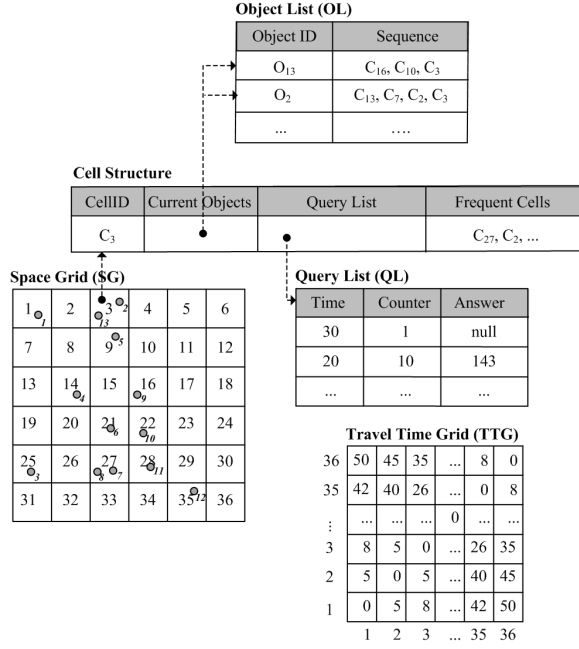 Object List (OL)
Object ID Sequence
O13 C16, C10, C3
O2 C13, C7, C2, C3
... ....
Cell Structure
CellID Current Objects Query List Frequent Cells
C3 C27, C2, ...
Space Grid (SG)
1 2 3 4 5 6
1 13 2
7 8 9 10 11 12
5
13 14 15 16 17 18
4 9
19 20 21 22 23 24
6 10
25 26 27 28 29 30
3 8 7 11
31 32 33 34 35 36
12
Query List (QL)
Time Counter Answer
30 1 null
20 10 143
... ... ...
Travel Time Grid (TTG)
36 50 45 35 ... 8 0
35 42 40 26 ... 0 8
... ... ... ... 0 ... ...
3 8 5 0 ... 26 35
2 5 0 5 ... 40 45
1 0 5 8 ... 42 50
1 2 3 ... 35 36